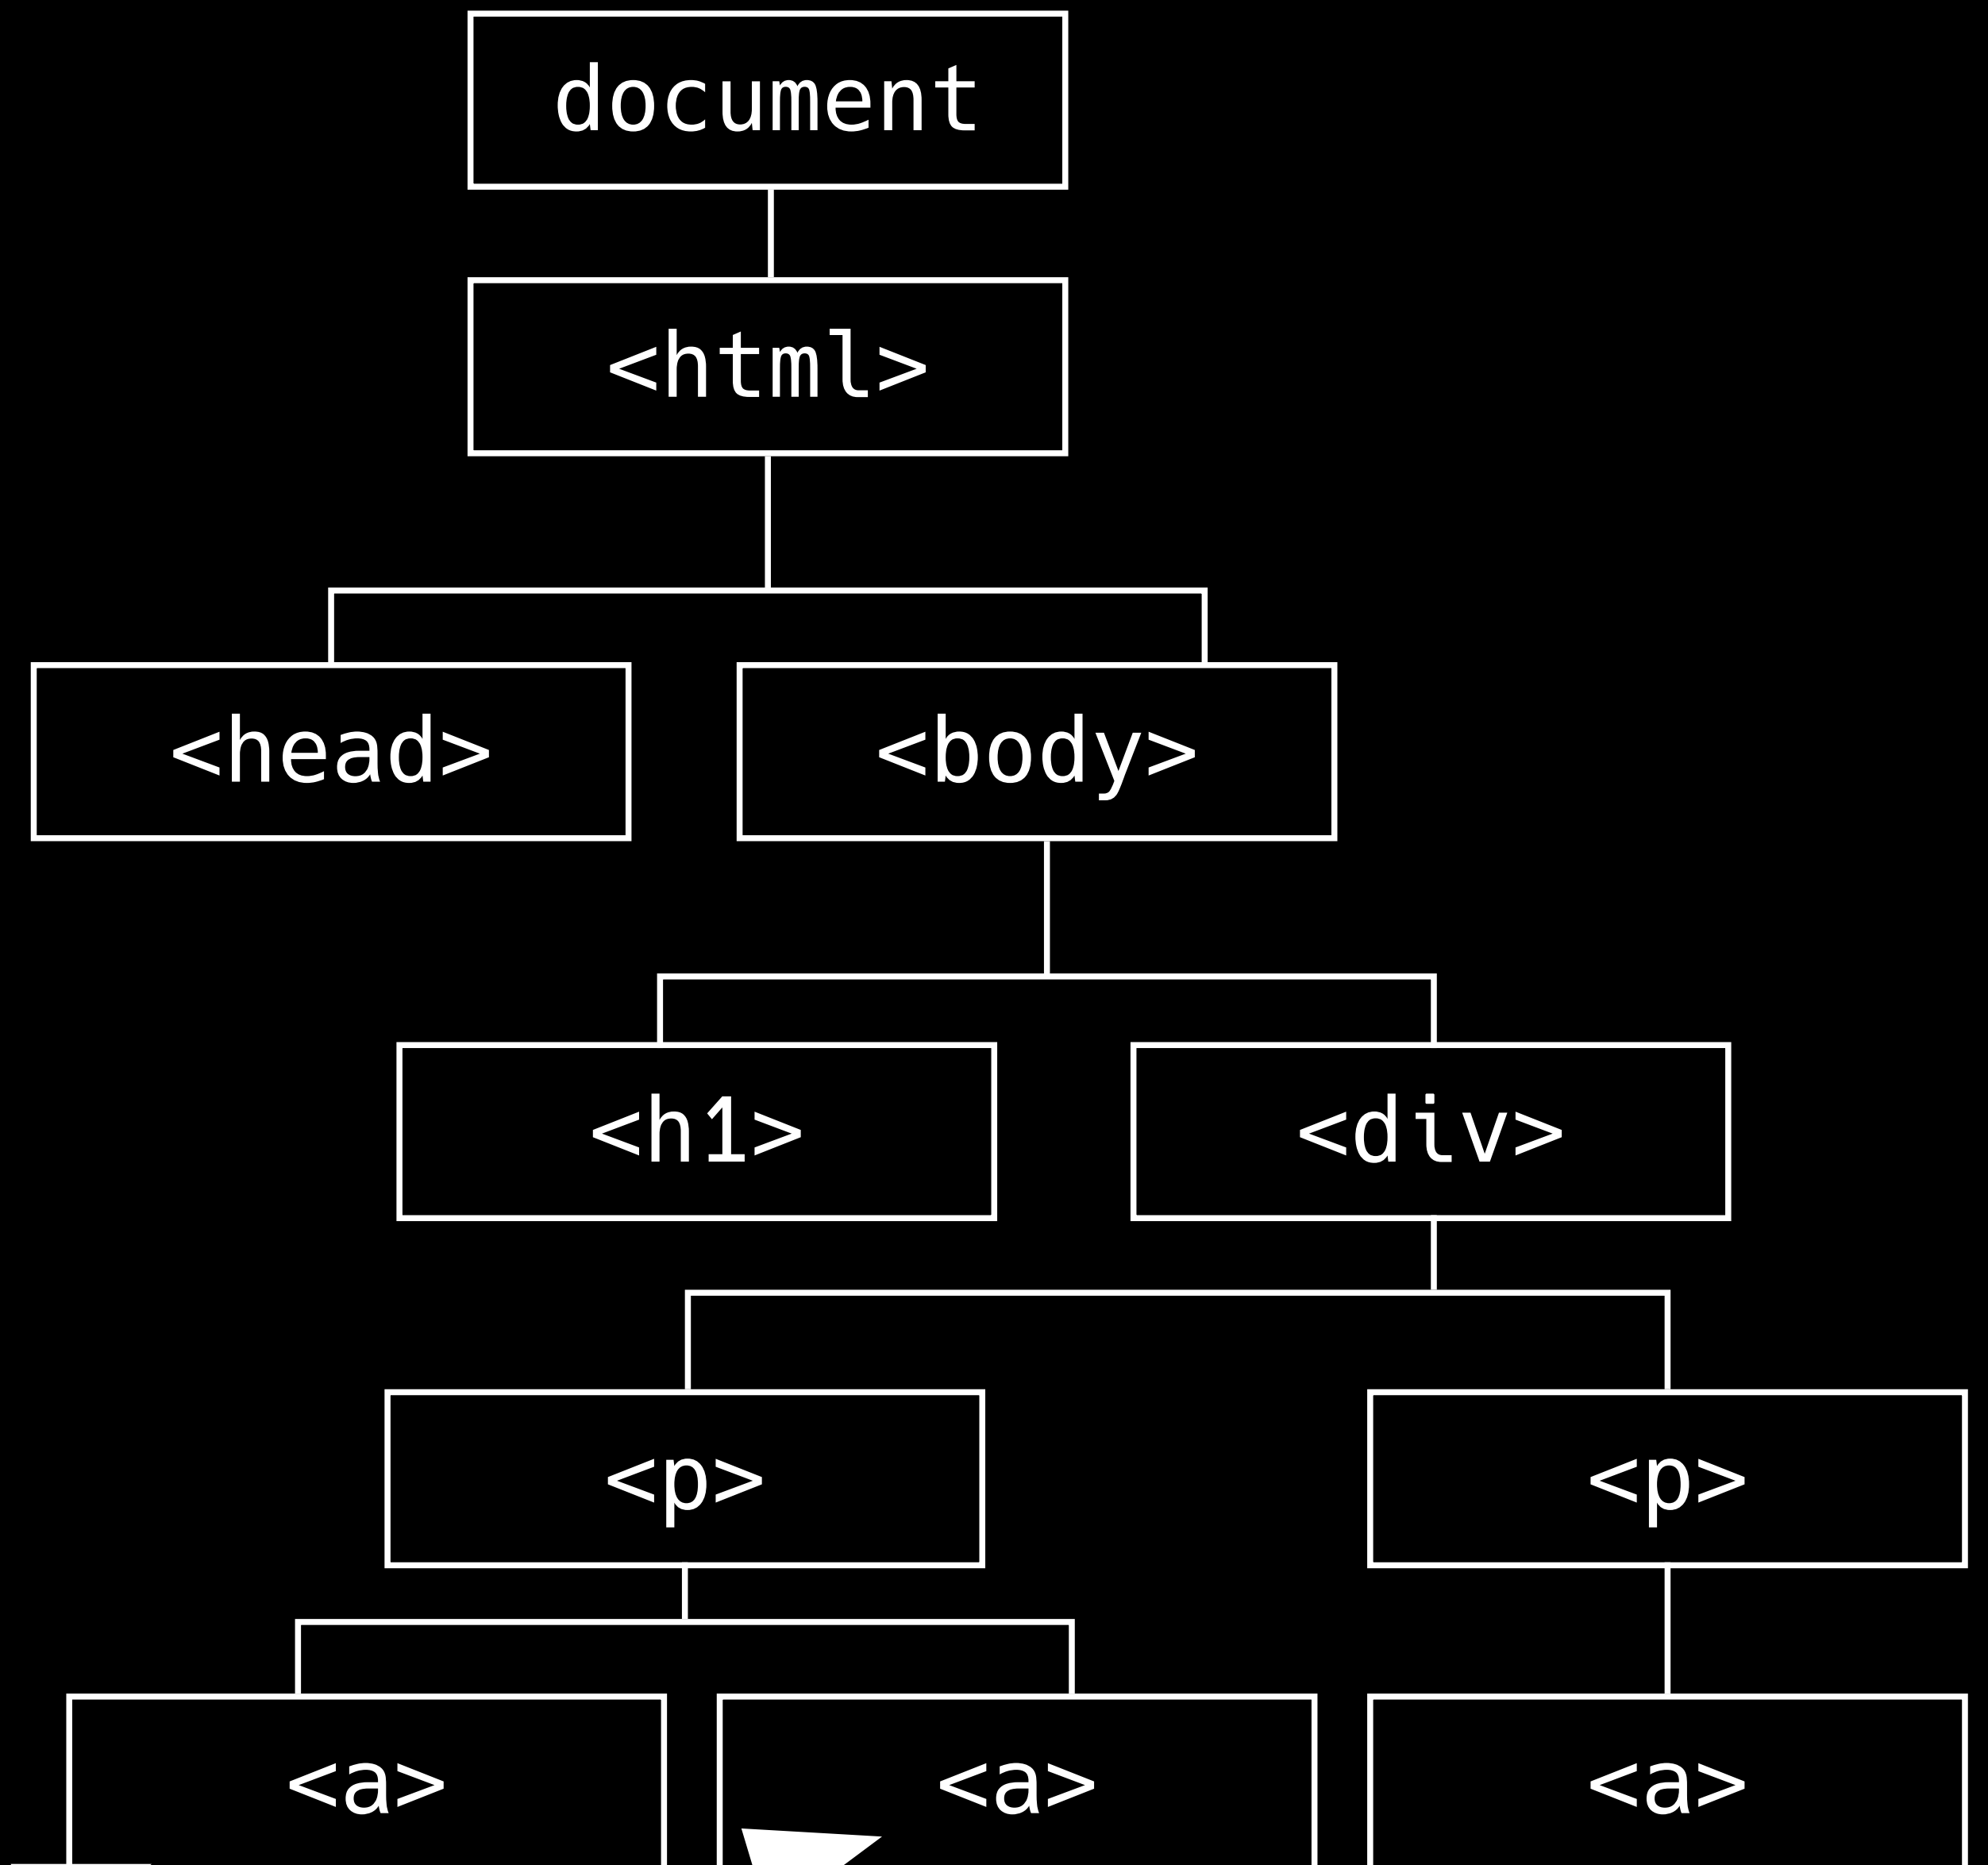 document
<html>
<head>
<body>
<h1>
<div>
<p>
<p>
<a>
<a>
<a>